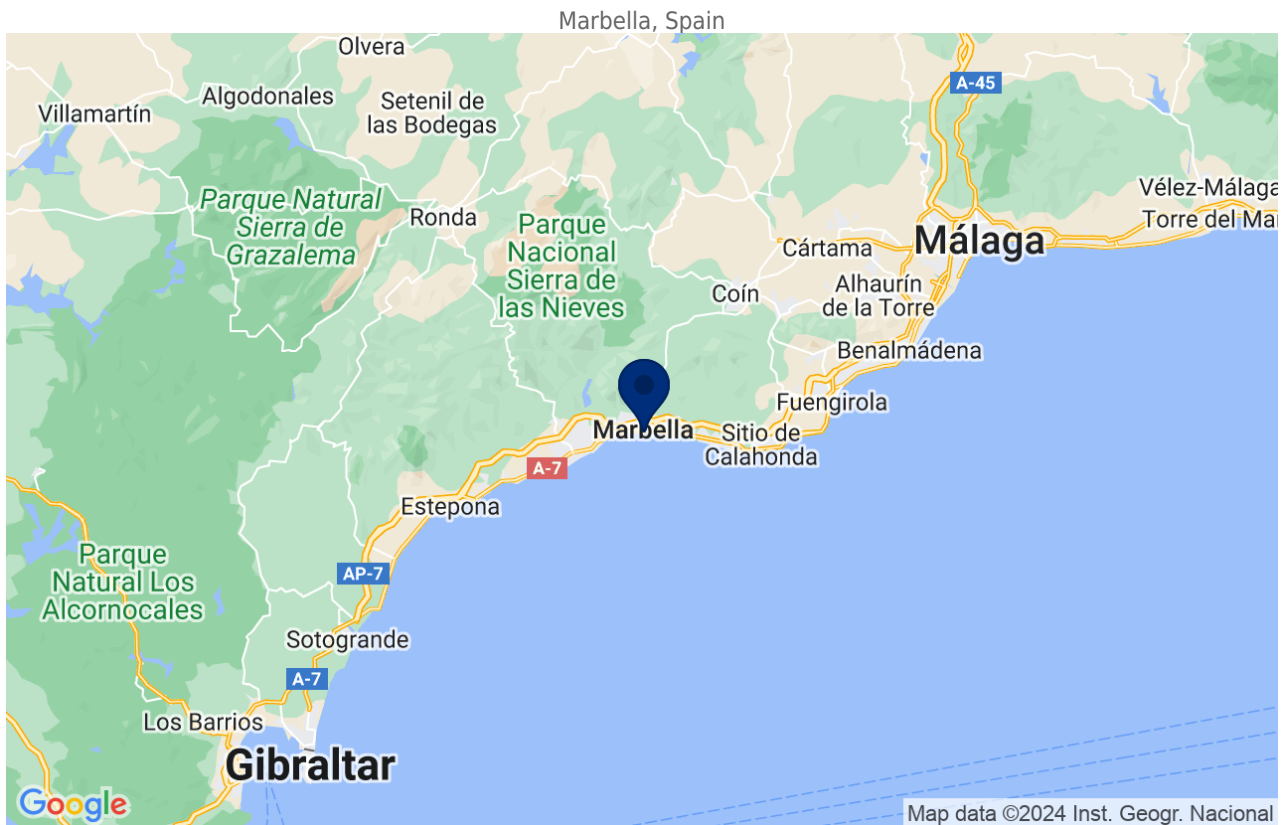 Marbella, Spain
Olvera
A-45
Algodonales
Setenil de
las Bodegas
Villamartín
Vélez-Málaga
Parque Natural
Sierra de
Grazalema
Ronda
Parque
Nacional
Sierra de
las Nieves
Torre del Mar
Málaga
Cártama
Coín
Alhaurín
de la Torre
Benalmádena
Fuengirola
Marbella
Sitio de
Calahonda
A-7
Estepona
Parque
Natural Los
Alcornocales
AP-7
Sotogrande
A-7
Los Barrios
Gibraltar
Google
Map data ©2024 Inst. Geogr. Nacional